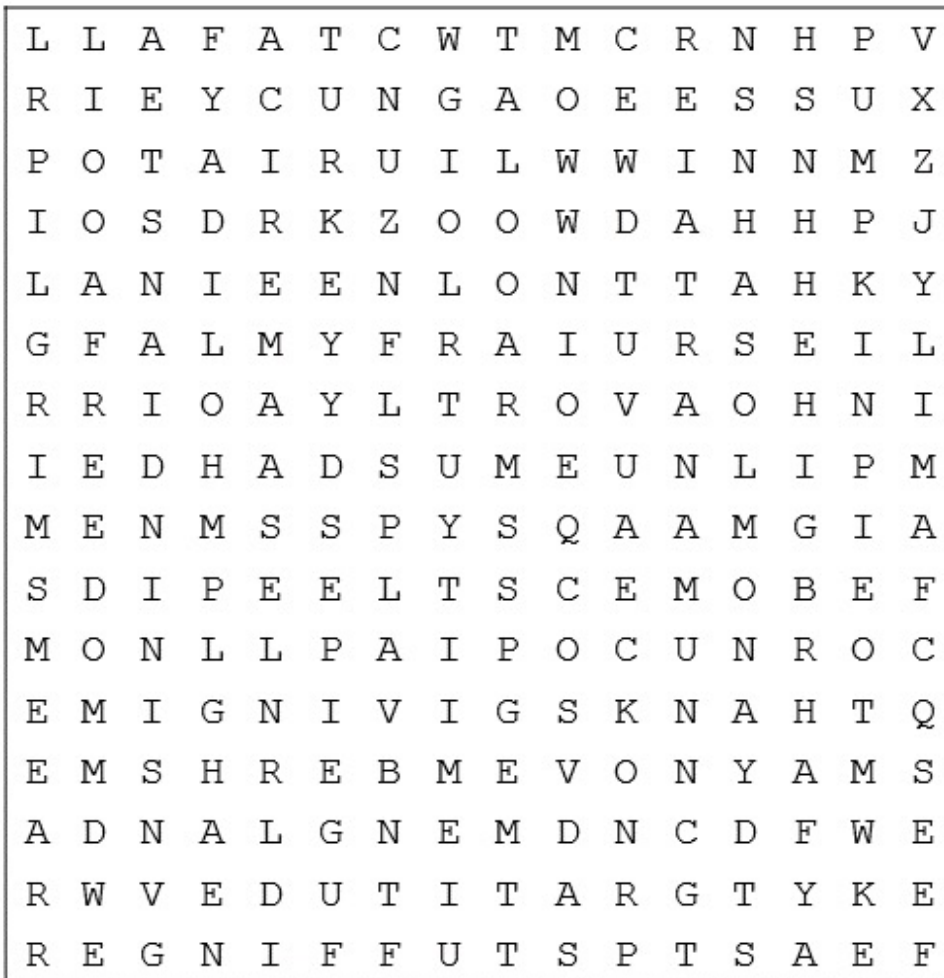 L L A F A T C W T M C R N H P V
R I E Y C U N G A O E E S S U X
P O T A I R U I L W W I N N M Z
I O S D R K Z O O W D A H H P J
L A N I E E N L O N T T A H K Y
G F A L M Y F R A I U R S E I L
R R I O A Y L T R O V A O H N I
I E D H A D S U M E U N L I P M
M E N M S S P Y S Q A A M G I A
S D I P E E L T S C E M O B E F
M O N L L P A I P O C U N R O C
E M I G N I V I G S K N A H T Q
E M S H R E B M E V O N Y A M S
A D N A L G N E M D N C D F W E
R W V E D U T I T A R G T Y K E
R E G N I F F U T S P T S A E F